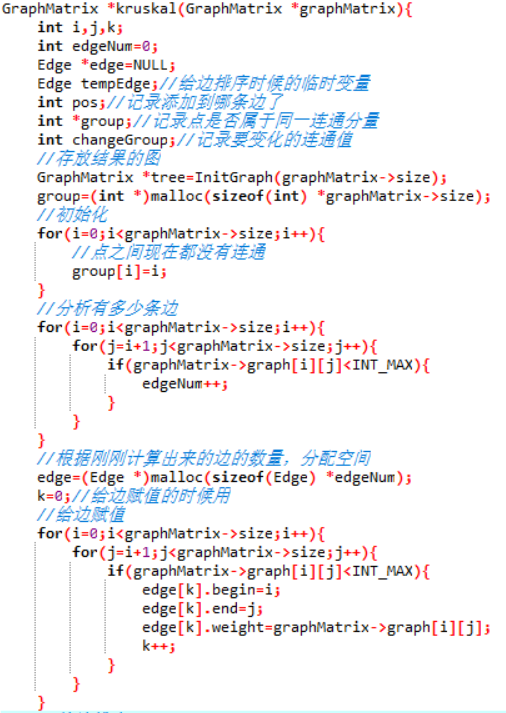 GraphMatrix *kruskal(GraphMatrix *graphMatrix){
    int i,j,k;
    int edgeNum=0;
    Edge *edge=NULL;
    Edge tempEdge;//给边排序时候的临时变量
    int pos;//记录添加到哪条边了
    int *group;//记录点是否属于同一连通分量
    int changeGroup;//记录要变化的连通值
    //存放结果的图
    GraphMatrix *tree=InitGraph(graphMatrix->size);
    group=(int *)malloc(sizeof(int) *graphMatrix->size);
    //初始化
    for(i=0;i<graphMatrix->size;i++){
        //点之间现在都没有连通
        group[i]=i;
    }
    //分析有多少条边
    for(i=0;i<graphMatrix->size;i++){
        for(j=i+1;j<graphMatrix->size;j++){
            if(graphMatrix->graph[i][j]<INT_MAX){
                edgeNum++;
            }
        }
    }
    //根据刚刚计算出来的边的数量，分配空间
    edge=(Edge *)malloc(sizeof(Edge) *edgeNum);
    k=0;//给边赋值的时候用
    //给边赋值
    for(i=0;i<graphMatrix->size;i++){
        for(j=i+1;j<graphMatrix->size;j++){
            if(graphMatrix->graph[i][j]<INT_MAX){
                edge[k].begin=i;
                edge[k].end=j;
                edge[k].weight=graphMatrix->graph[i][j];
                k++;
            }
        }
    }